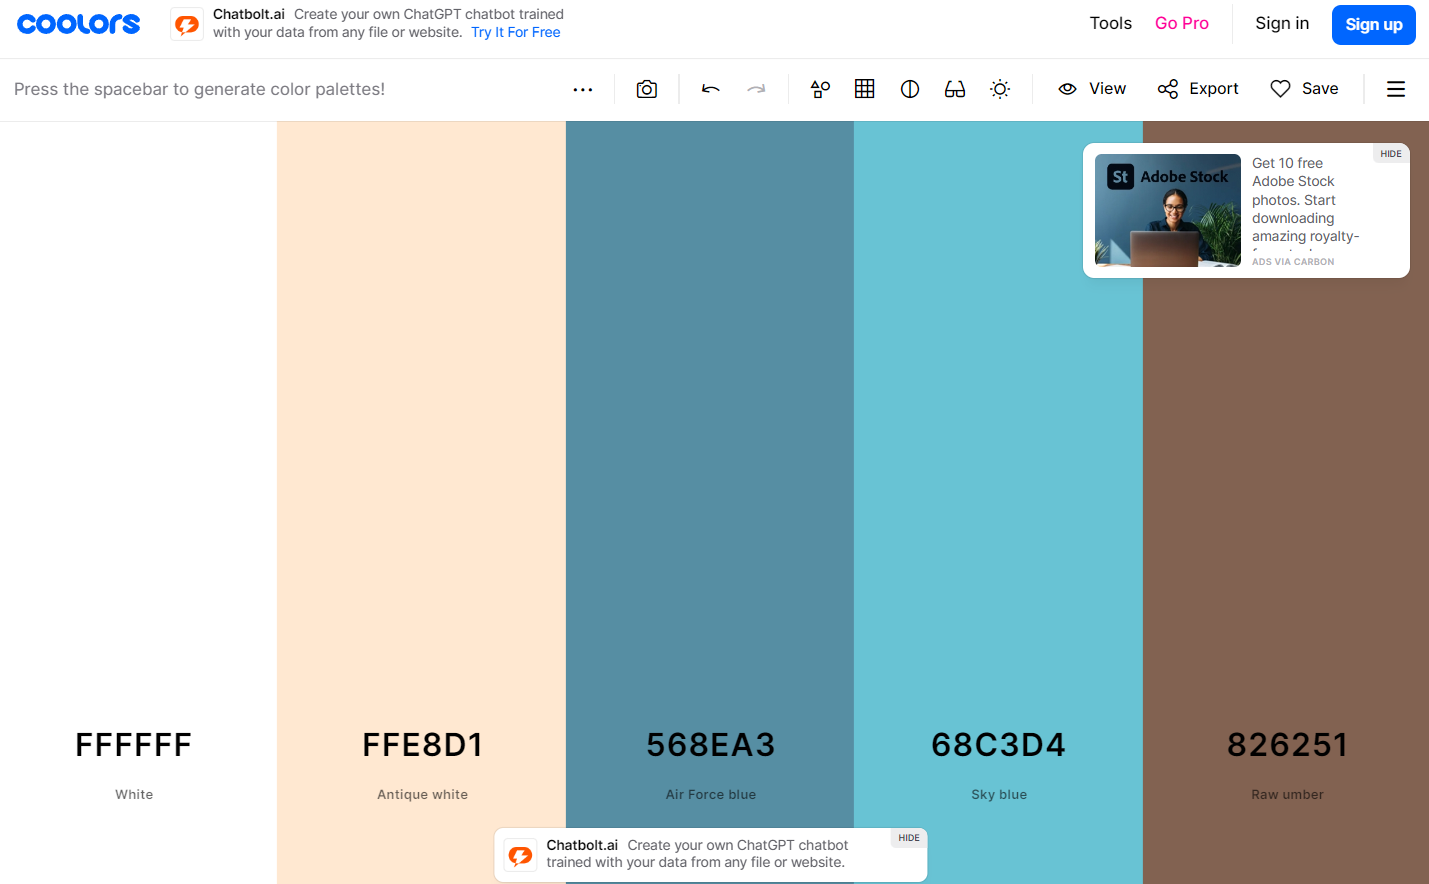 coolors
Chatbolt.ai Create your own ChatGPT chatbot trained
with your data from any file or website. Try It For Free
Tools
Go Pro
Sign in
Sign up
Press the spacebar to generate color palettes!
View
Export
Save
HIDE
St Adobe Stock
Get 10 free
Adobe Stock
photos. Start
downloading
amazing royalty-
ADS VIA CARBON
FFFFFF
White
FFE8D1
Antique white
568EA3
Air Force blue
68C3D4
Sky blue
826251
Raw umber
HIDE
Chatbolt.ai Create your own ChatGPT chatbot
trained with your data from any file or website.